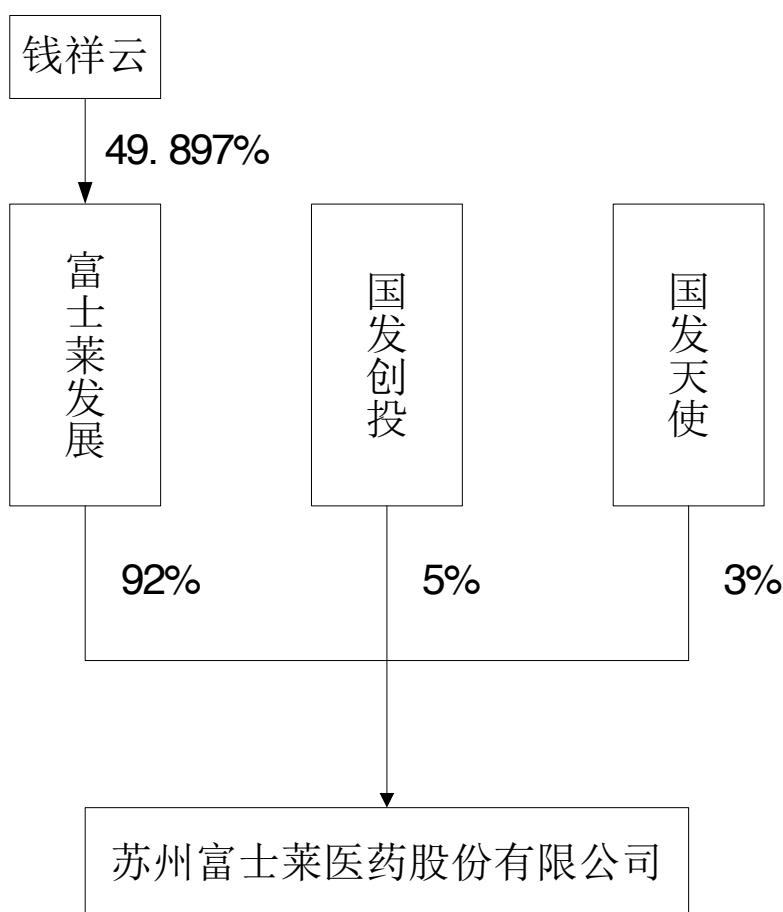 钱祥云
49. 897%
富士莱发展
国发创投
国发天使
92%
5%
3%
苏州富士莱医药股份有限公司